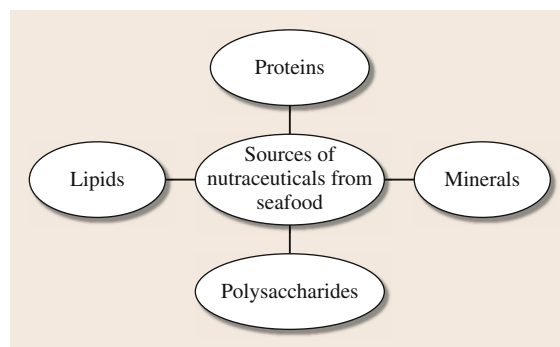 Proteins
Lipids
Sources of
nutraceuticals from
seafood
Minerals
Polysaccharides